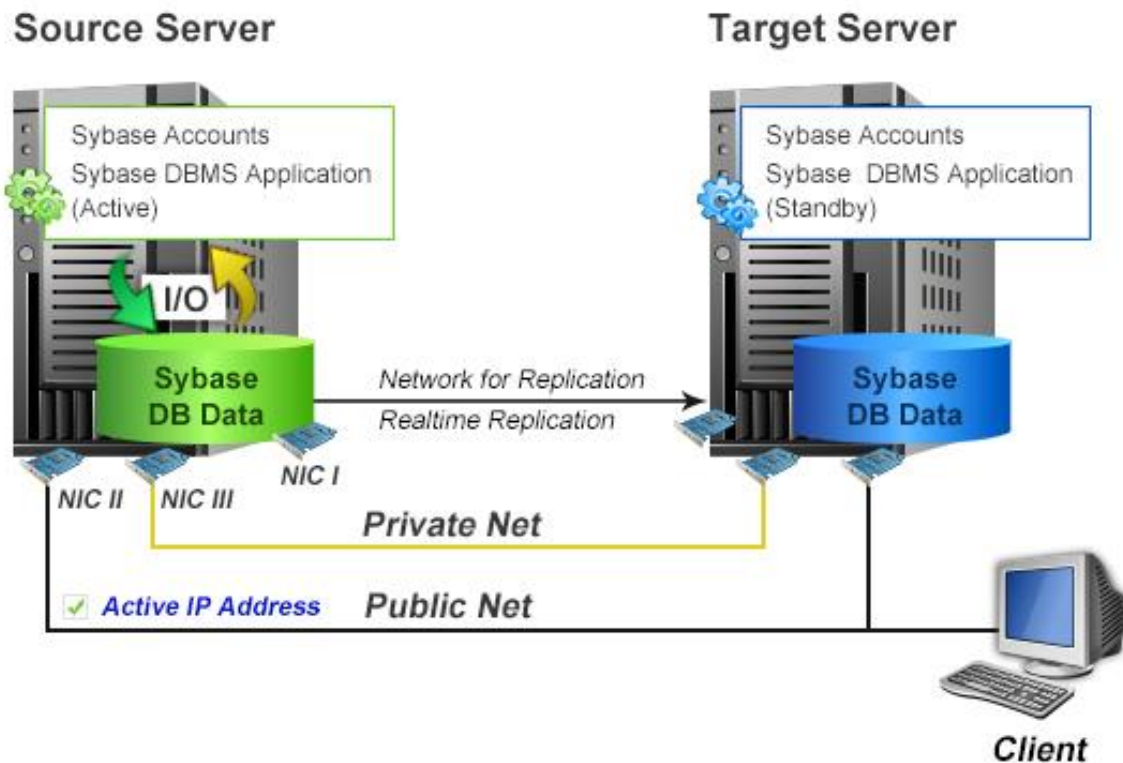 Source Server
Target Server
Sybase Accounts
Sybase DBMS Application
(Active)
Sybase Accounts
Sybase DBMS Application
(Standby)
I/O
Sybase
DB Data
Network for Replication
Realtime Replication
Sybase
DB Data
NIC I
NIC II
NIC III
Private Net
Active IP Address
Public Net
Client